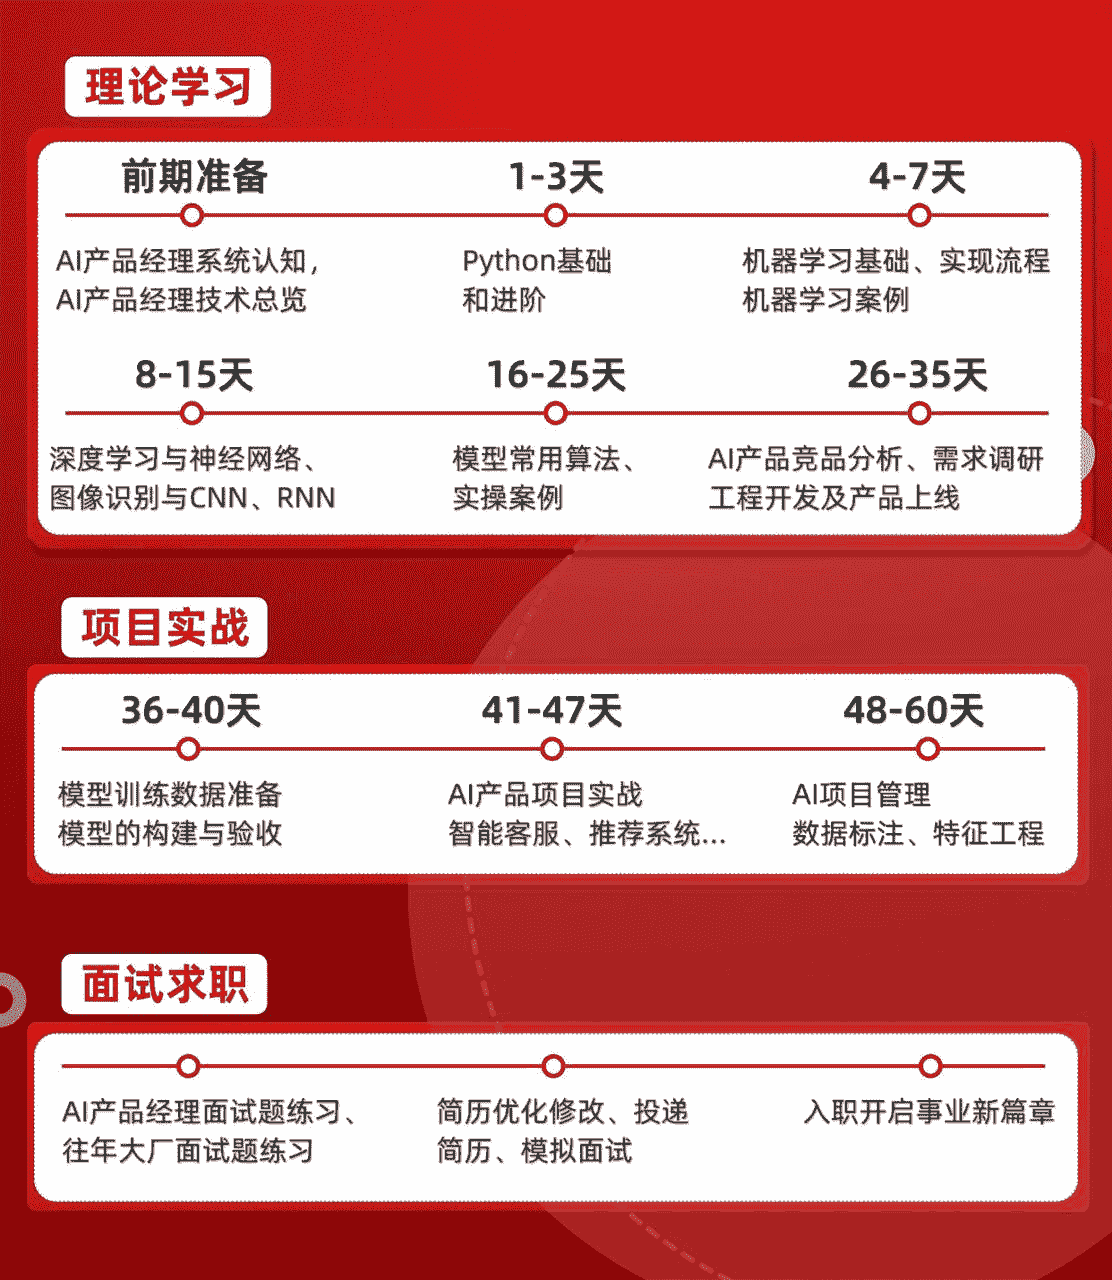 理论学习
前期准备
1-3天
4-7天
AI产品经理系统认知，
AI产品经理技术总览
Python基础
和进阶
机器学习基础、实现流程
机器学习案例
8-15天
16-25天
26-35天
深度学习与神经网络、
图像识别与CNN、RNN
模型常用算法、
实操案例
AI产品竞品分析、需求调研
工程开发及产品上线
项目实战
36-40天
41-47天
48-60天
模型训练数据准备
模型的构建与验收
AI产品项目实战
智能客服、推荐系统...
AI项目管理
数据标注、特征工程
面试求职
AI产品经理面试题练习、
往年大厂面试题练习
简历优化修改、投递
简历、模拟面试
入职开启事业新篇章